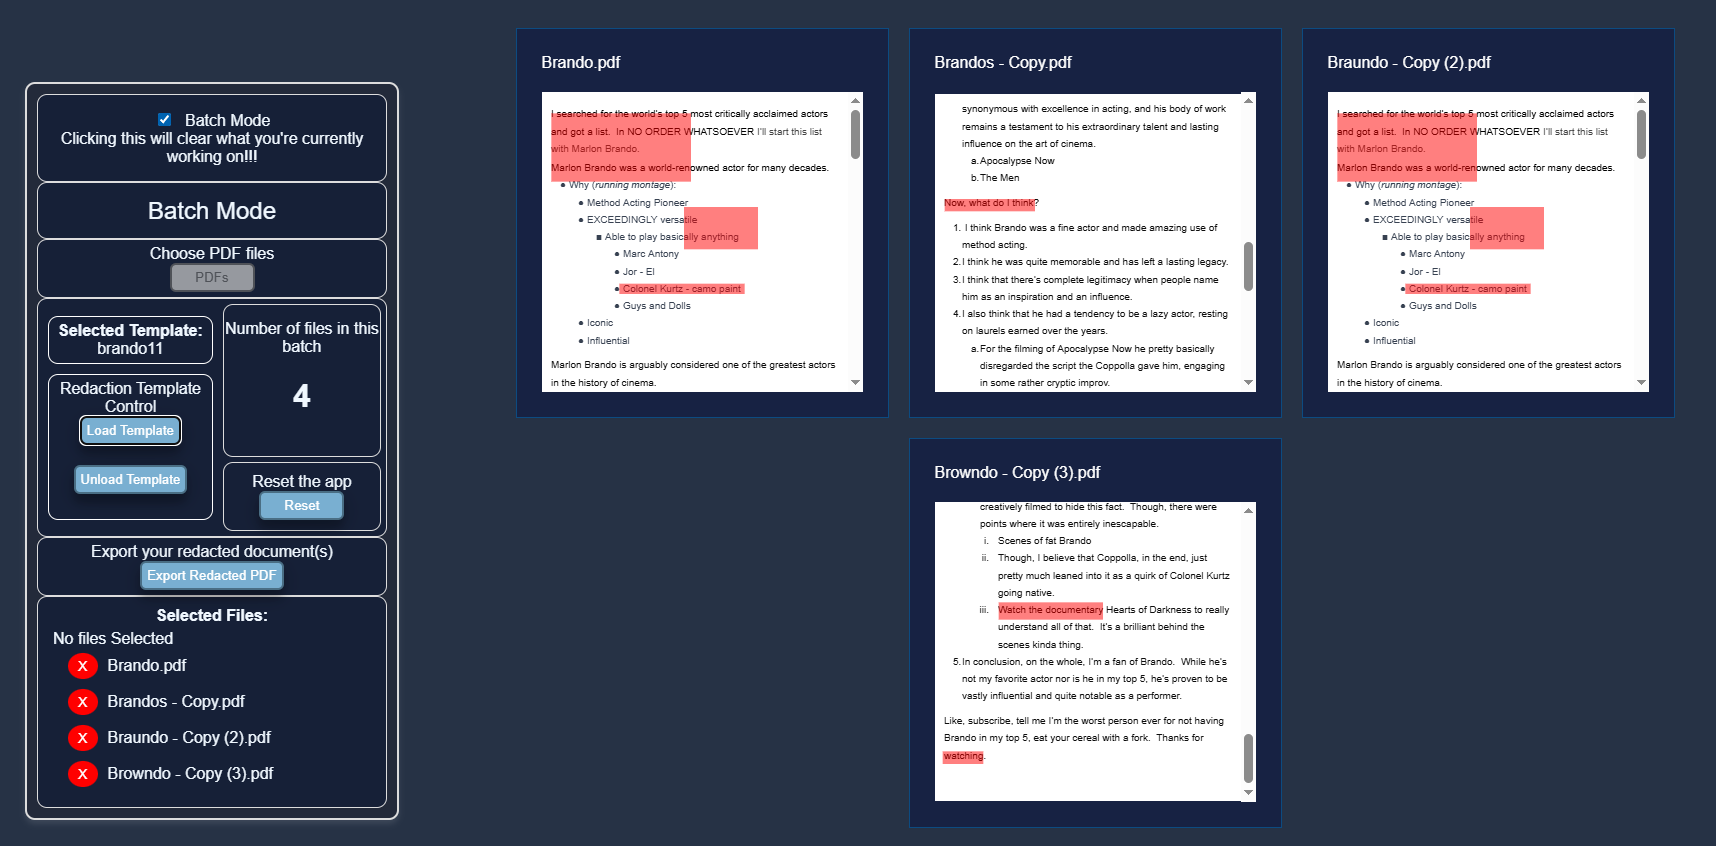 Batch Mode
Clicking this will clear what you're currently
working on!!!
Batch Mode
Choose PDF files
PDFs
Selected Template:
brando11
Redaction Template
Control
Load Template
Unload Template
Number of files in this
batch
4
Reset the app
Reset
Export your redacted document(s)
Export Redacted PDF
Selected Files:
No files Selected
X Brando.pdf
X Brandos - Copy.pdf
X Braundo - Copy (2).pdf
X Browndo - Copy (3).pdf
Brando.pdf
I searched for the world's top 5 most critically acclaimed actors
and got a list. In NO ORDER WHATSOEVER I'll start this list
with Marlon Brando.
Marlon Brando was a world-renowned actor for many decades.
● Why (running montage):
● Method Acting Pioneer
● EXCEEDINGLY versatile
■ Able to play basically anything
● Marc Antony
● Jor - El
● Colonel Kurtz - camo paint
● Guys and Dolls
● Iconic
● Influential
Marlon Brando is arguably considered one of the greatest actors
in the history of cinema.
Brandos - Copy.pdf
synonymous with excellence in acting, and his body of work
remains a testament to his extraordinary talent and lasting
influence on the art of cinema.
a. Apocalypse Now
b. The Men
Now, what do I think?
1. I think Brando was a fine actor and made amazing use of
method acting.
2. I think he was quite memorable and has left a lasting legacy.
3. I think that there's complete legitimacy when people name
him as an inspiration and an influence.
4. I also think that he had a tendency to be a lazy actor, resting
on laurels earned over the years.
a. For the filming of Apocalypse Now he pretty basically
disregarded the script the Coppolla gave him, engaging
in some rather cryptic improv.
Braundo - Copy (2).pdf
I searched for the world's top 5 most critically acclaimed actors
and got a list. In NO ORDER WHATSOEVER I'll start this list
with Marlon Brando.
Marlon Brando was a world-renowned actor for many decades.
● Why (running montage):
● Method Acting Pioneer
● EXCEEDINGLY versatile
■ Able to play basically anything
● Marc Antony
● Jor - El
● Colonel Kurtz - camo paint
● Guys and Dolls
● Iconic
● Influential
Marlon Brando is arguably considered one of the greatest actors
in the history of cinema.
Browndo - Copy (3).pdf
creatively filmed to hide this fact. Though, there were
points where it was entirely inescapable.
i. Scenes of fat Brando
ii. Though, I believe that Coppolla, in the end, just
pretty much leaned into it as a quirk of Colonel Kurtz
going native.
iii. Watch the documentary Hearts of Darkness to really
understand all of that. It's a brilliant behind the
scenes kinda thing.
5. In conclusion, on the whole, I'm a fan of Brando. While he's
not my favorite actor nor is he in my top 5, he's proven to be
vastly influential and quite notable as a performer.
Like, subscribe, tell me I'm the worst person ever for not having
Brando in my top 5, eat your cereal with a fork. Thanks for
watching.